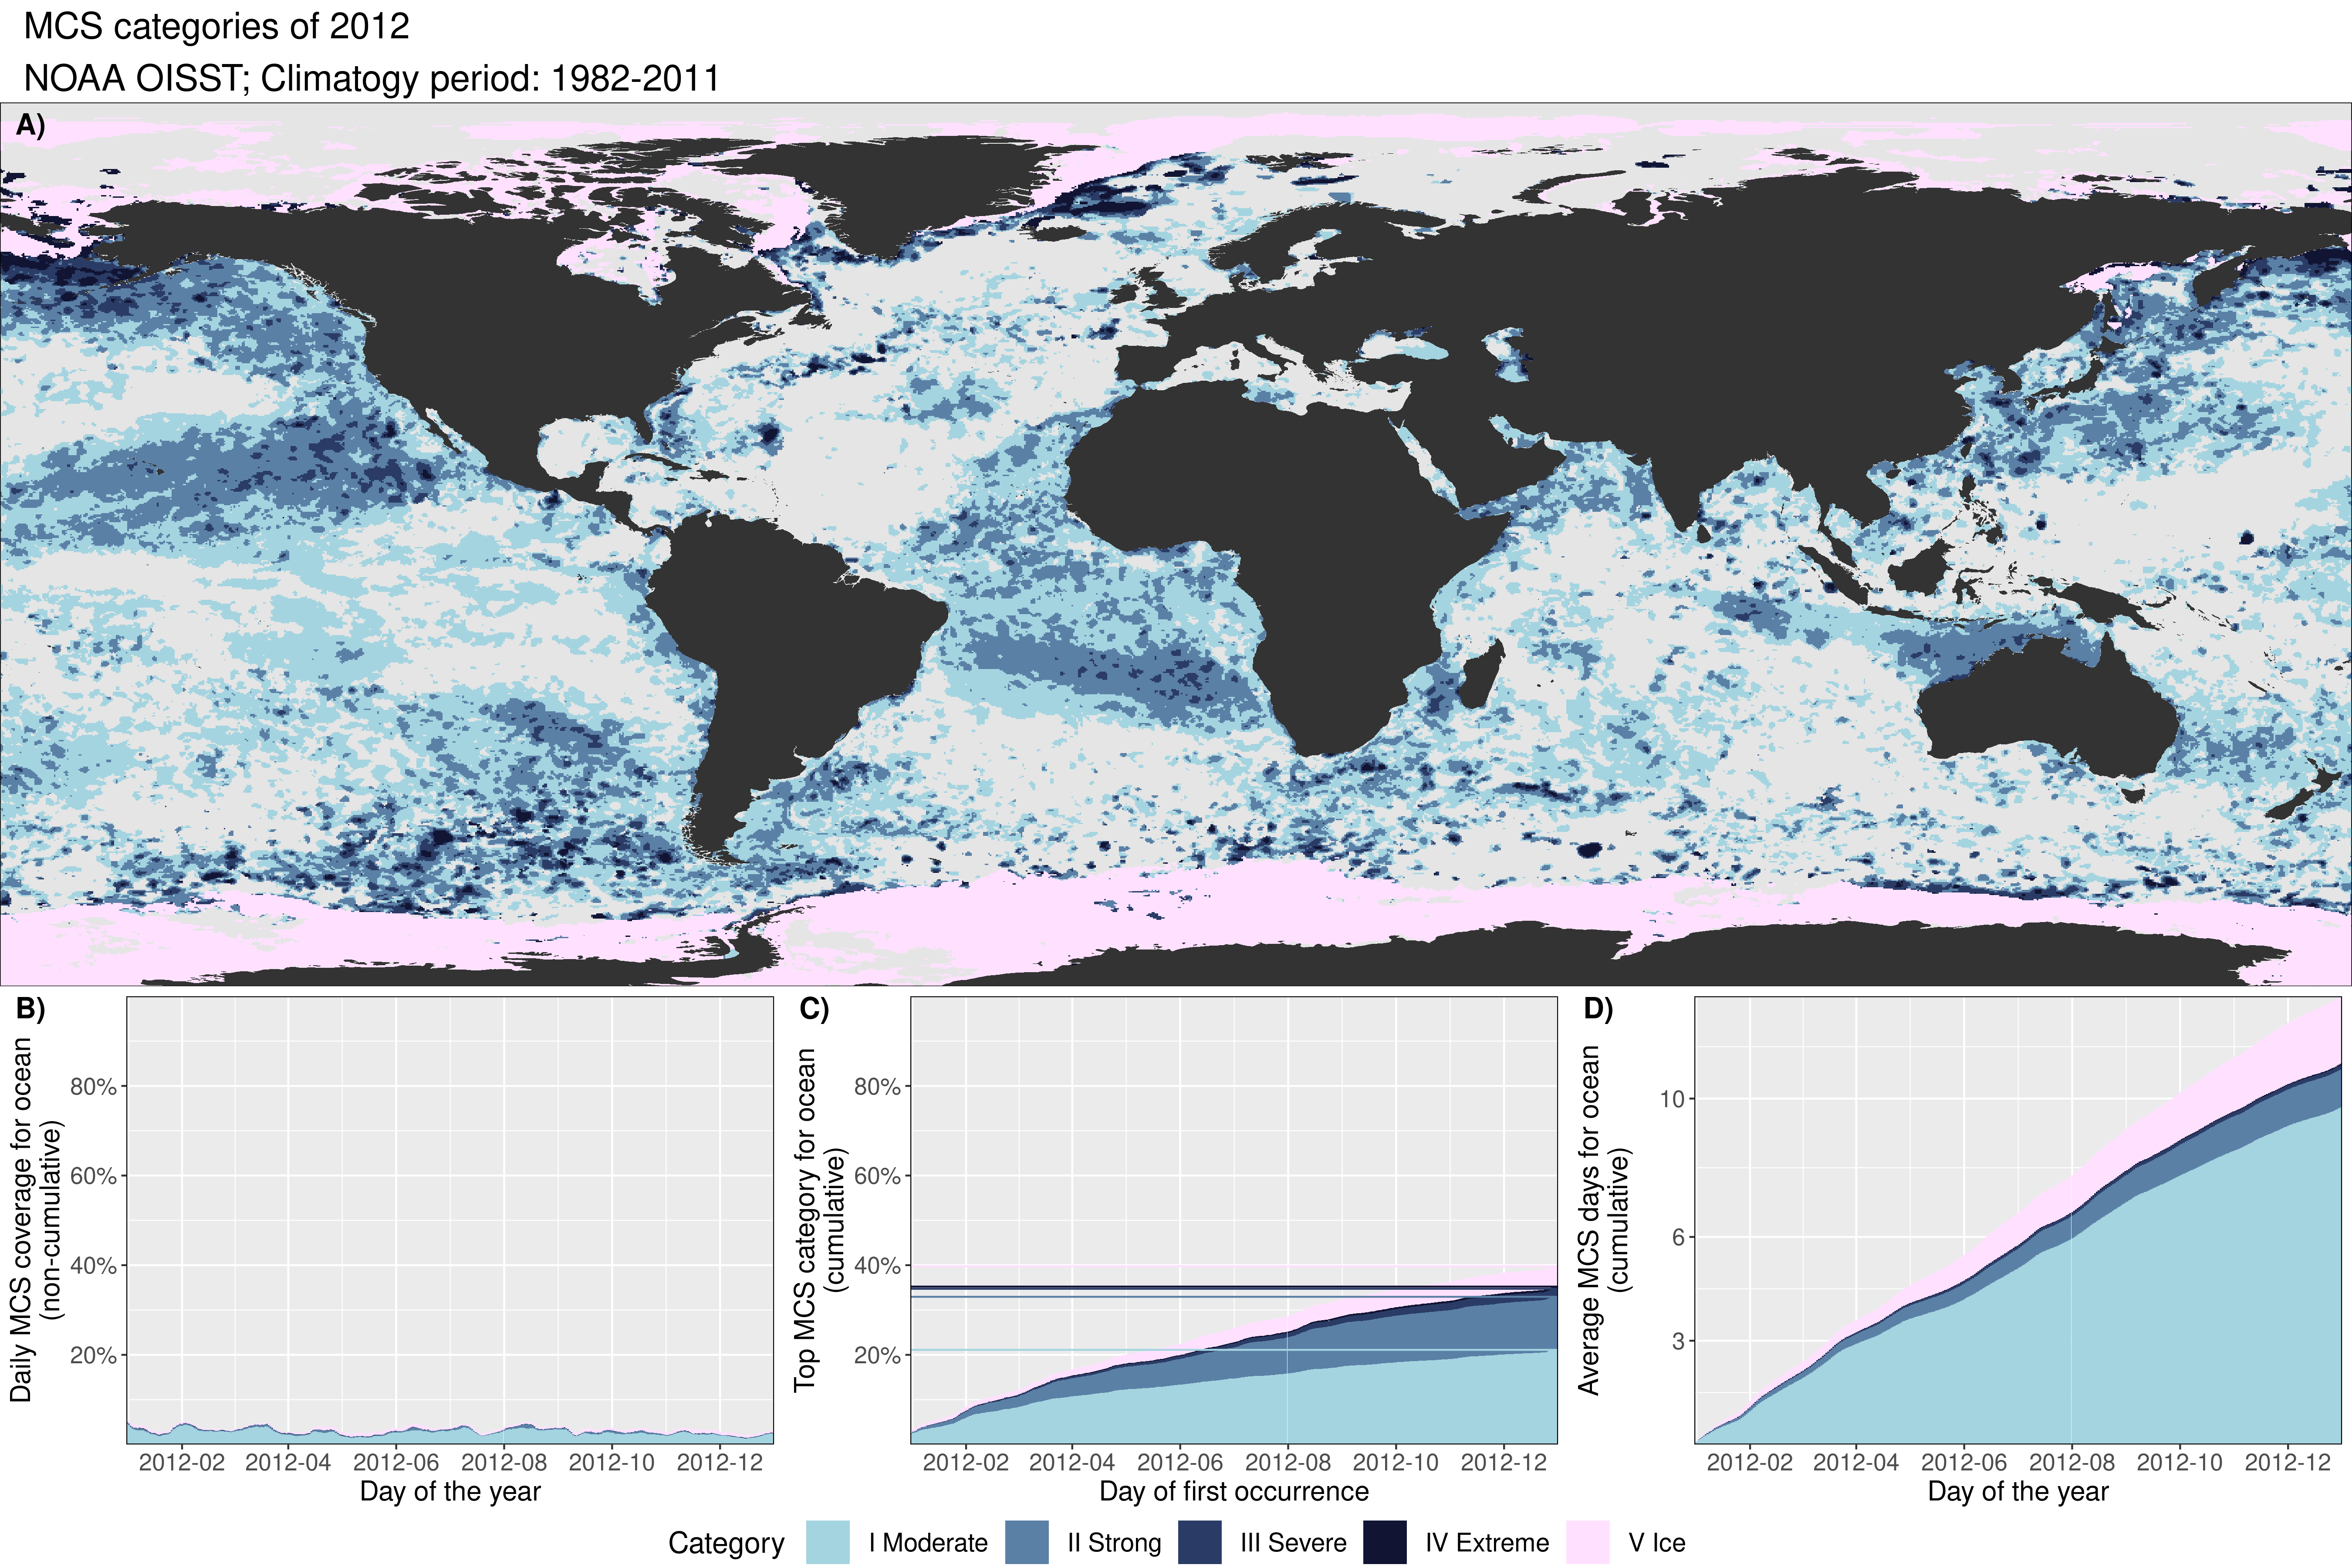 MCS categories of 2012
NOAA OISST; Climatogy period: 1982-2011
A)
B)
Daily MCS coverage for ocean
(non-cumulative)
80%
60%
40%
20%
2012-02 2012-04 2012-06 2012-08 2012-10 2012-12
Day of the year
C)
Top MCS category for ocean
(cumulative)
80%
60%
40%
20%
2012-02 2012-04 2012-06 2012-08 2012-10 2012-12
Day of first occurrence
D)
Average MCS days for ocean
(cumulative)
10
6
3
2012-02 2012-04 2012-06 2012-08 2012-10 2012-12
Day of the year
Category I Moderate II Strong III Severe IV Extreme V Ice